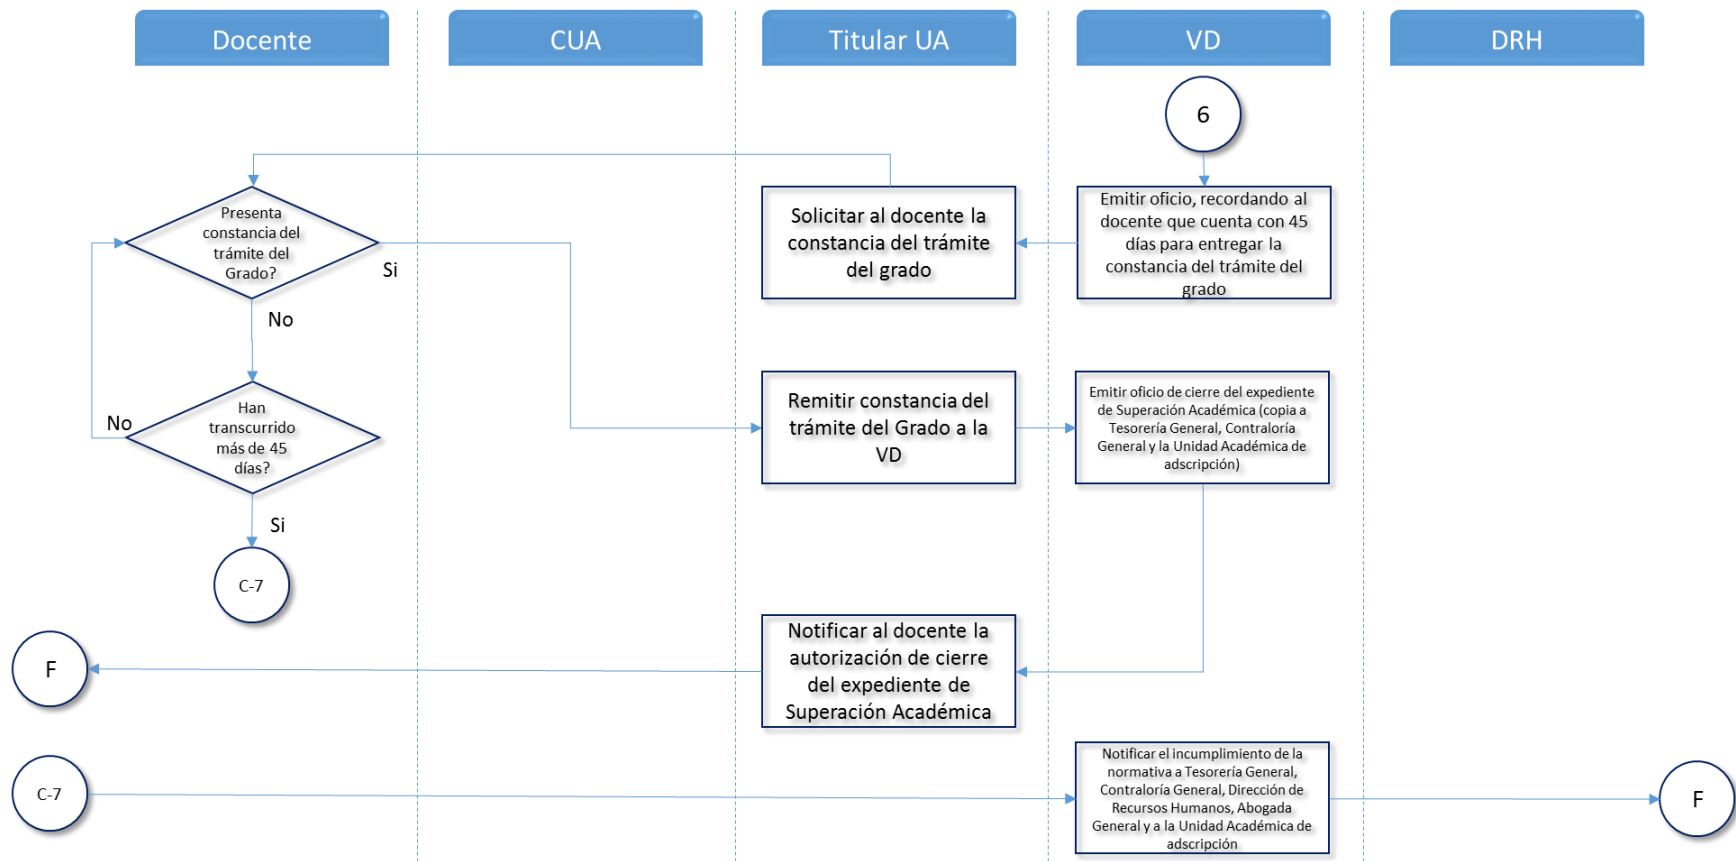 Docente
CUA
Titular UA
VD
DRH
6
Presenta
constancia del
trámite del
Grado?
Si
No
Solicitar al docente la
constancia del trámite
del grado
Emitir oficio, recordando al
docente que cuenta con 45
días para entregar la
constancia del trámite del
grado
Han
transcurrido
más de 45
días?
No
Si
Remitir constancia del
trámite del Grado a la
VD
Emitir oficio de cierre del expediente
de Superación Académica (copia a
Tesorería General, Contraloría
General y la Unidad Académica de
adscripción)
C-7
F
Notificar al docente la
autorización de cierre
del expediente de
Superación Académica
C-7
Notificar el incumplimiento de la
normativa a Tesorería General,
Contraloría General, Dirección de
Recursos Humanos, Abogada
General y a la Unidad Académica de
adscripción
F